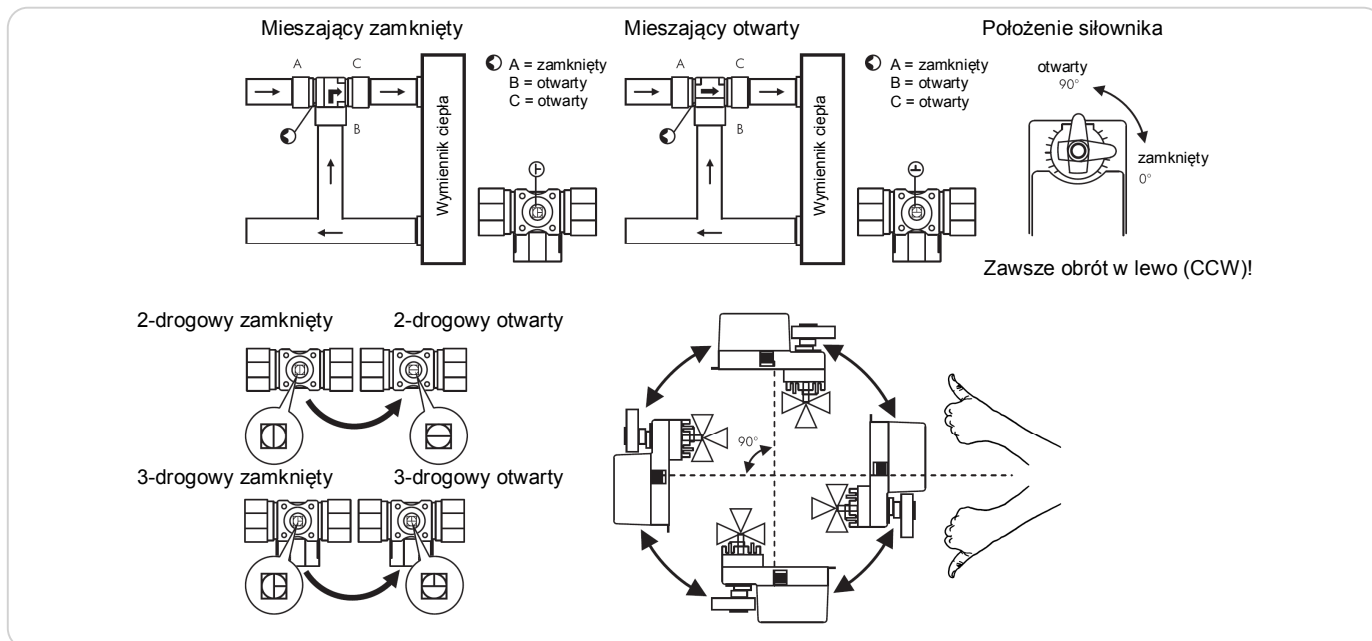 Mieszający zamknięty
A
C
B
Wymiennik ciepła
A = zamknięty
B = otwarty
C = otwarty
Mieszający otwarty
A
C
B
Wymiennik ciepła
A = zamknięty
B = otwarty
C = otwarty
Położenie siłownika
otwarty
90°
zamknięty
0°
Zawsze obrót w lewo (CCW)!
2-drogowy zamknięty
2-drogowy otwarty
3-drogowy zamknięty
3-drogowy otwarty
90°